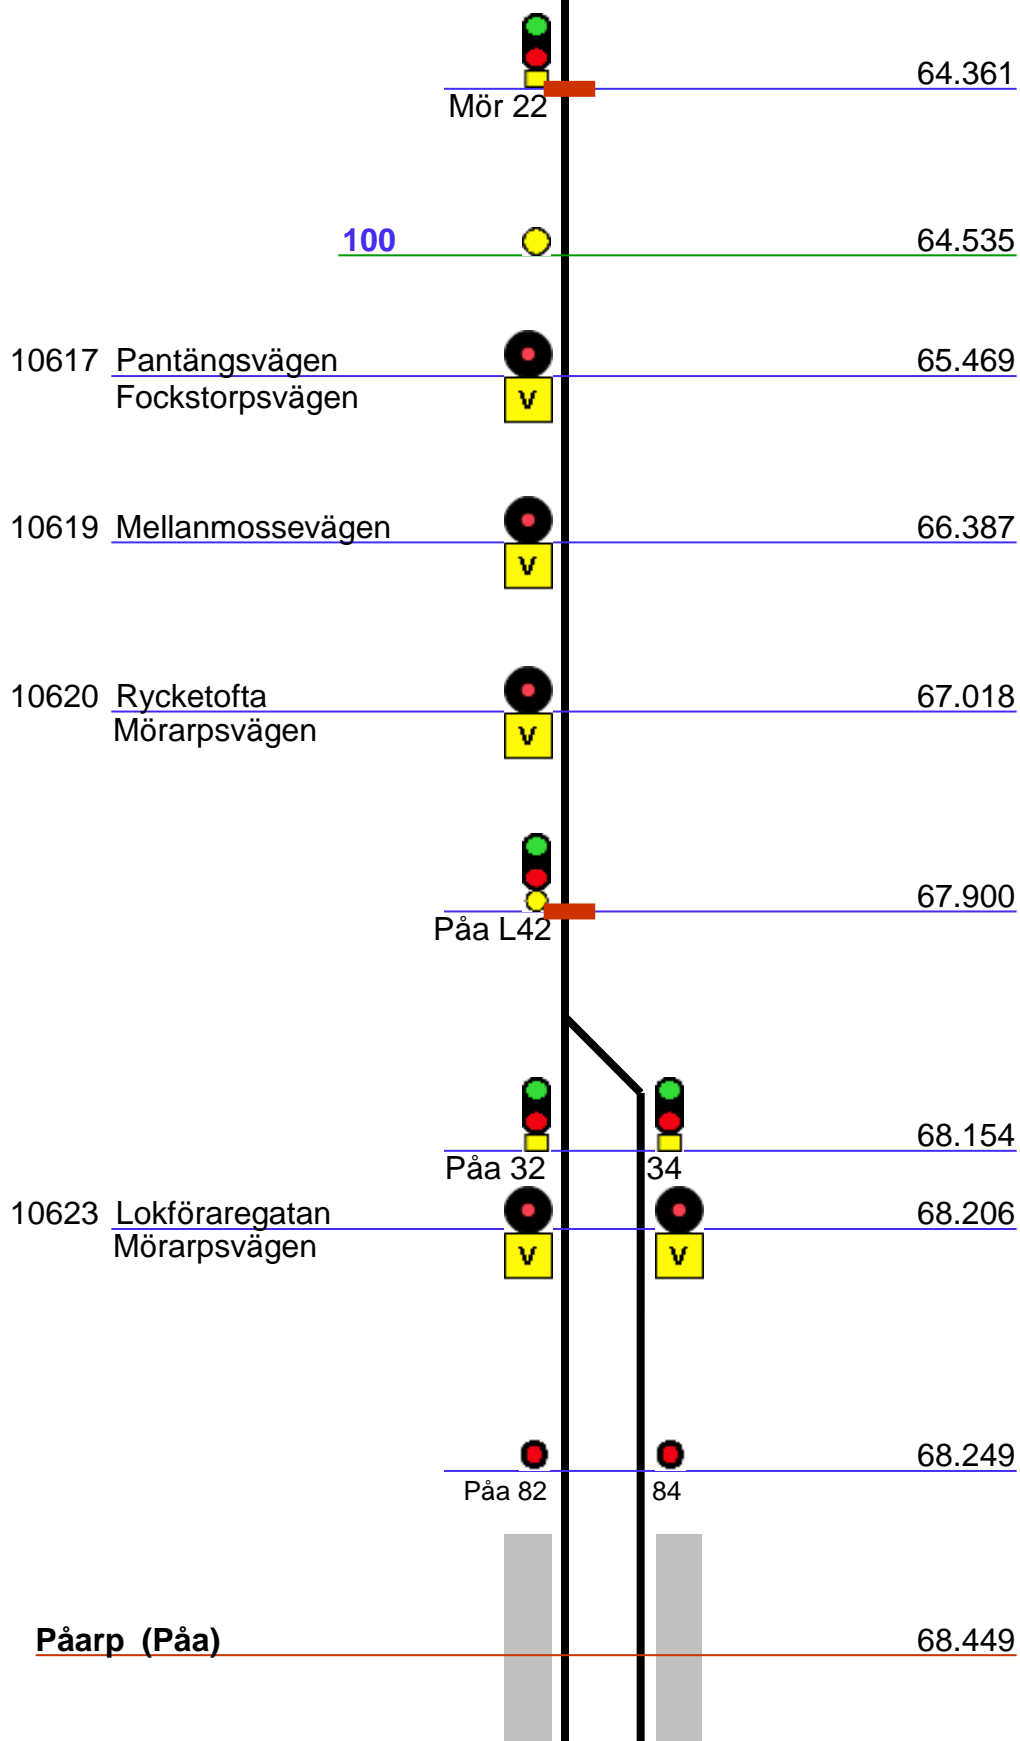 64.361
Mör 22
100 64.535
10617 Pantängsvägen 65.469
Fockstorpsvägen
V
10619 Mellanmossevägen 66.387
V
10620 Rycketofta 67.018
Mörarpsvägen
V
67.900
Påa L42
68.154
Påa 32 34
10623 Lokföraregatan 68.206
Mörarpsvägen
V V
68.249
Påa 82 84
Påarp (Påa) 68.449